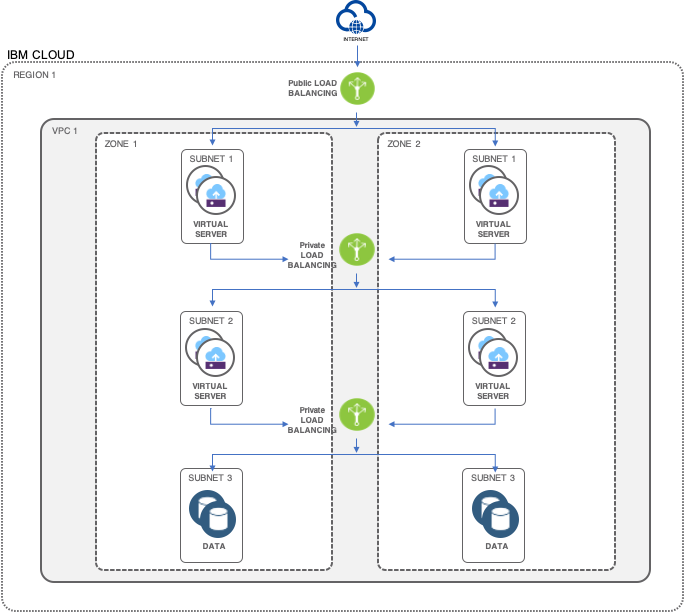 INTERNET
IBM CLOUD
REGION 1
Public LOAD
BALANCING
VPC 1
ZONE 1
ZONE 2
SUBNET 1
VIRTUAL
SERVER
SUBNET 1
VIRTUAL
SERVER
Private
LOAD
BALANCING
SUBNET 2
VIRTUAL
SERVER
SUBNET 2
VIRTUAL
SERVER
Private
LOAD
BALANCING
SUBNET 3
DATA
SUBNET 3
DATA